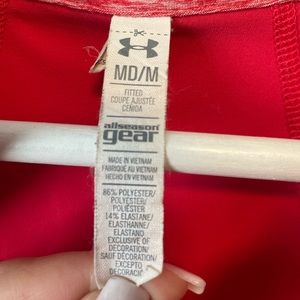 MD/M
FITTED
COUPE AJUSTÉE
CEÑIDA
allseason
gear
MADE IN VIETNAM
FABRIQUÉ AU VIETNAM
HECHO EN VIETNAM
86% POLYESTER/
POLYESTER/
POLIÉSTER
14% ELASTANE/
ELASTHANNE/
ELASTANO
EXCLUSIVE OF
DECORATION/
SAUF DÉCORATION/
EXCEPTO
DECORACIÓ